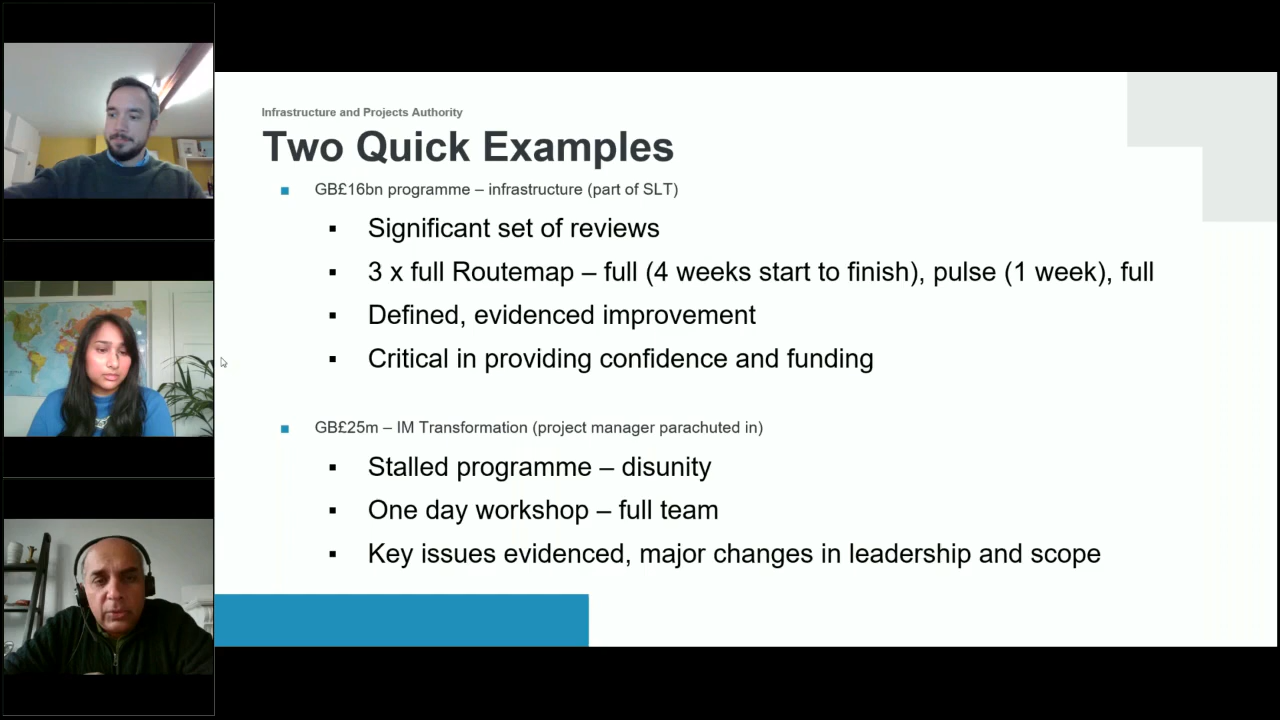 Infrastructure and Projects Authority
Two Quick Examples
GB£16bn programme – infrastructure (part of SLT)
Significant set of reviews
3 x full Routemap – full (4 weeks start to finish), pulse (1 week), full
Defined, evidenced improvement
Critical in providing confidence and funding
GB£25m – IM Transformation (project manager parachuted in)
Stalled programme – disunity
One day workshop – full team
Key issues evidenced, major changes in leadership and scope